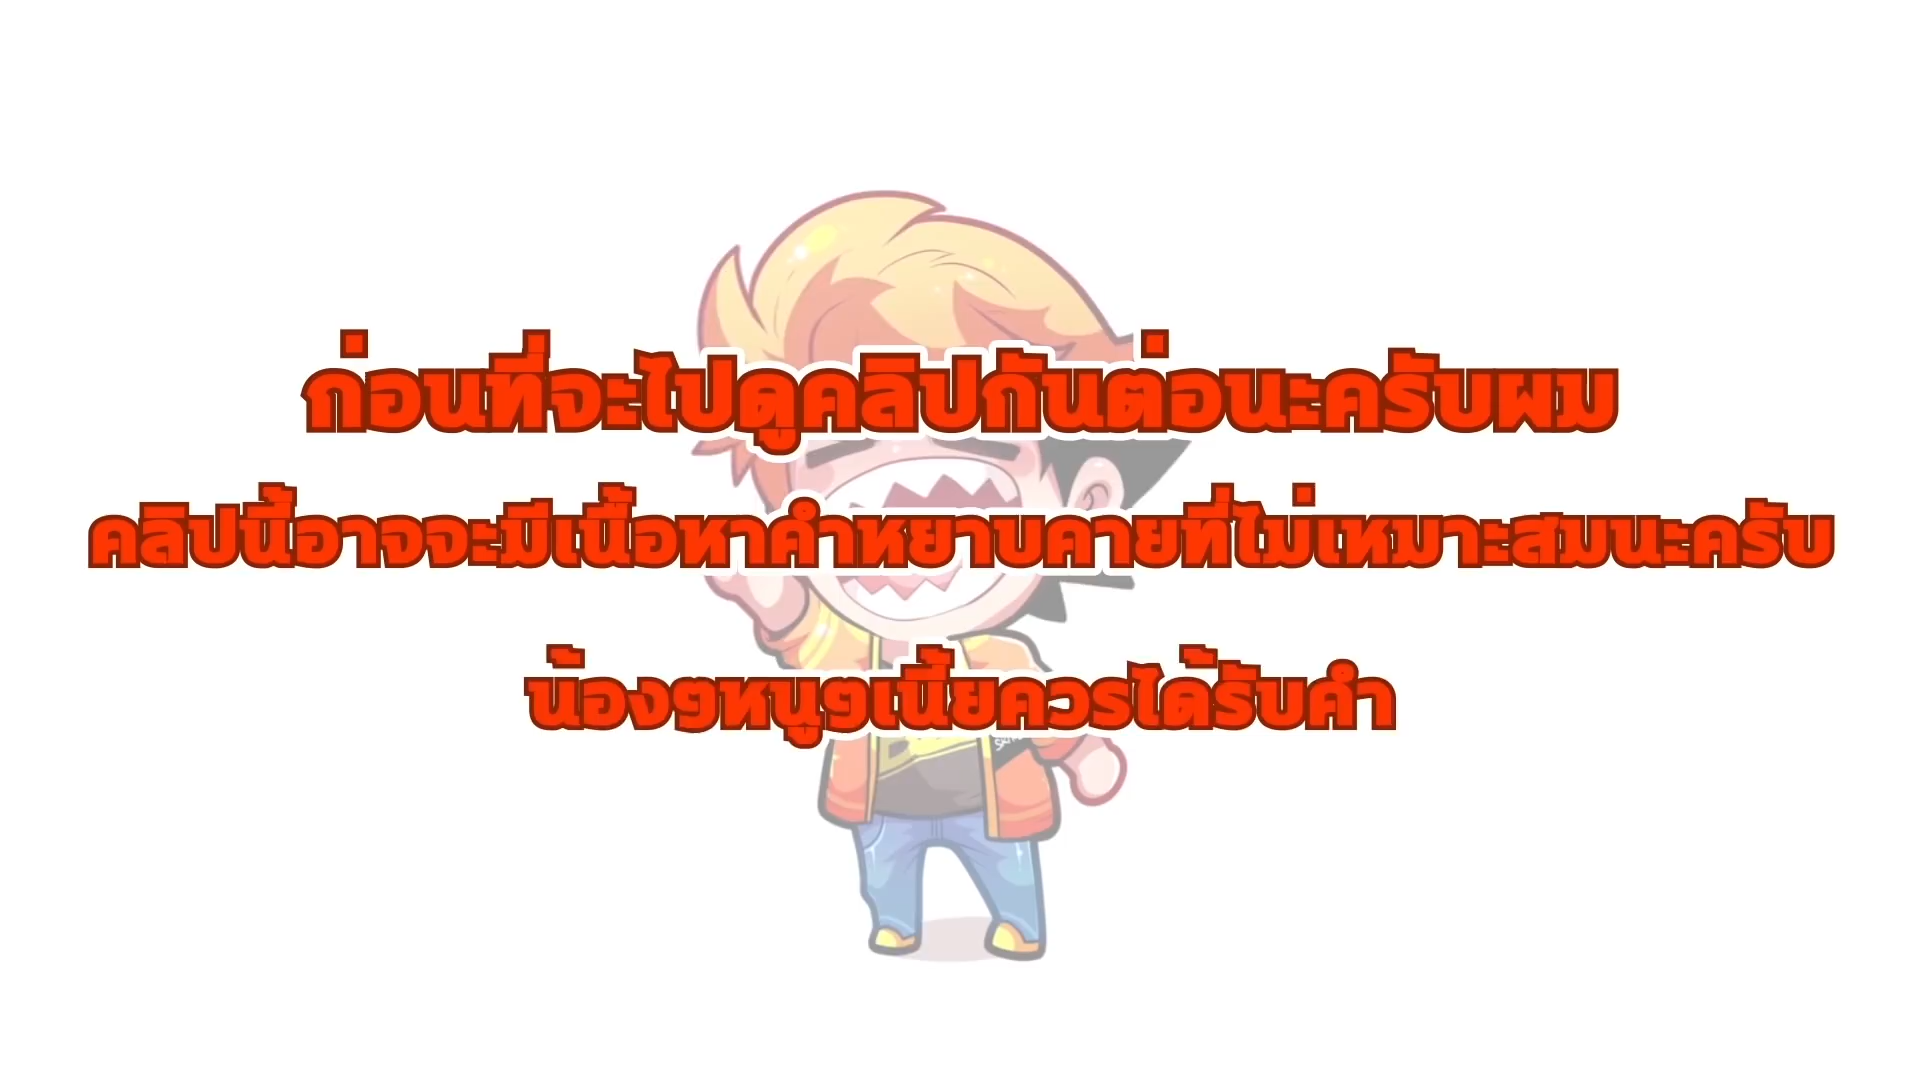 ก่อนที่จะไปดูคลิปกันต่อนะครับผม
คลิปนี้อาจจะมีเนื้อหาคำหยาบคายที่ไม่เหมาะสมนะครับ
น้องๆหนูๆเนี้ยควรได้รับคำ